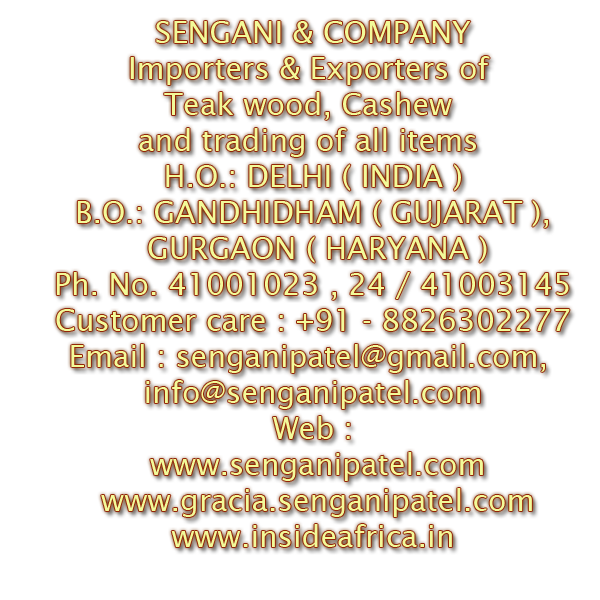 SENGANI & COMPANY
Importers & Exporters of
Teak wood, Cashew
and trading of all items
H.O.: DELHI ( INDIA )
B.O.: GANDHIDHAM ( GUJARAT ),
GURGAON ( HARYANA )
Ph. No. 41001023 , 24 / 41003145
Customer care : +91 - 8826302277
Email : senganipatel@gmail.com,
info@senganipatel.com
Web :
www.senganipatel.com
www.gracia.senganipatel.com
www.insideafrica.in